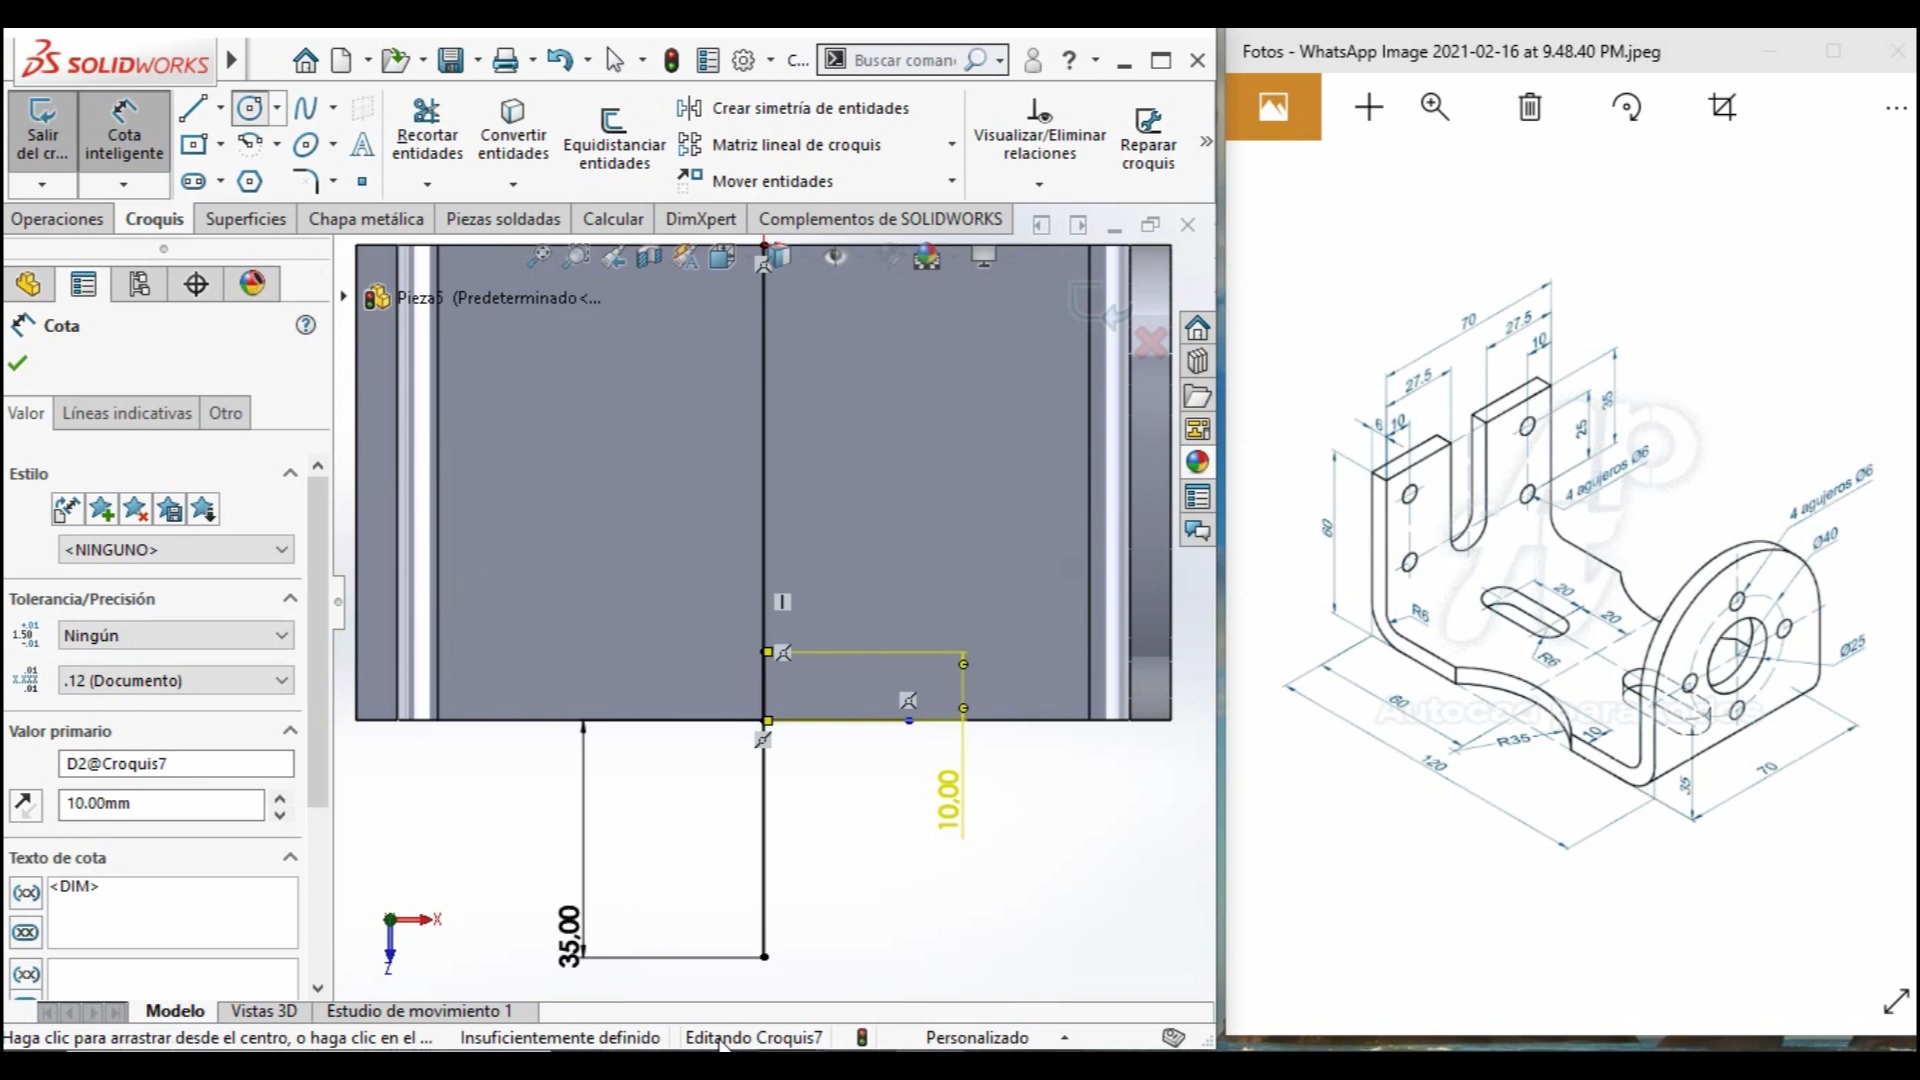 SOLIDWORKS
C...
Buscar coman
?
Fotos - WhatsApp Image 2021-02-16 at 9.48.40 PM.jpeg
Salir del cr...
Cota inteligente
Recortar entidades
Convertir entidades
Equidistanciar entidades
Crear simetría de entidades
Matriz lineal de croquis
Mover entidades
Visualizar/Eliminar relaciones
Reparar croquis
Operaciones
Croquis
Superficies
Chapa metálica
Piezas soldadas
Calcular
DimXpert
Complementos de SOLIDWORKS
Pieza5 (Predeterminado<...
Cota
Valor
Líneas indicativas
Otro
Estilo
<NINGUNO>
Tolerancia/Precisión
Ningún
.12 (Documento)
Valor primario
D2@Croquis7
10.00mm
Texto de cota
<DIM>
35,00
10,00
X
Z
70
27.5
10
27.5
6
10
35
25
4 agujeros Ø6
4 agujeros Ø6
Ø40
60
20
20
R6
R6
Ø25
Autocad para todos
60
R35
10
120
35
70
Modelo
Vistas 3D
Estudio de movimiento 1
Haga clic para arrastrar desde el centro, o haga clic en el ...
Insuficientemente definido
Editando Croquis7
Personalizado